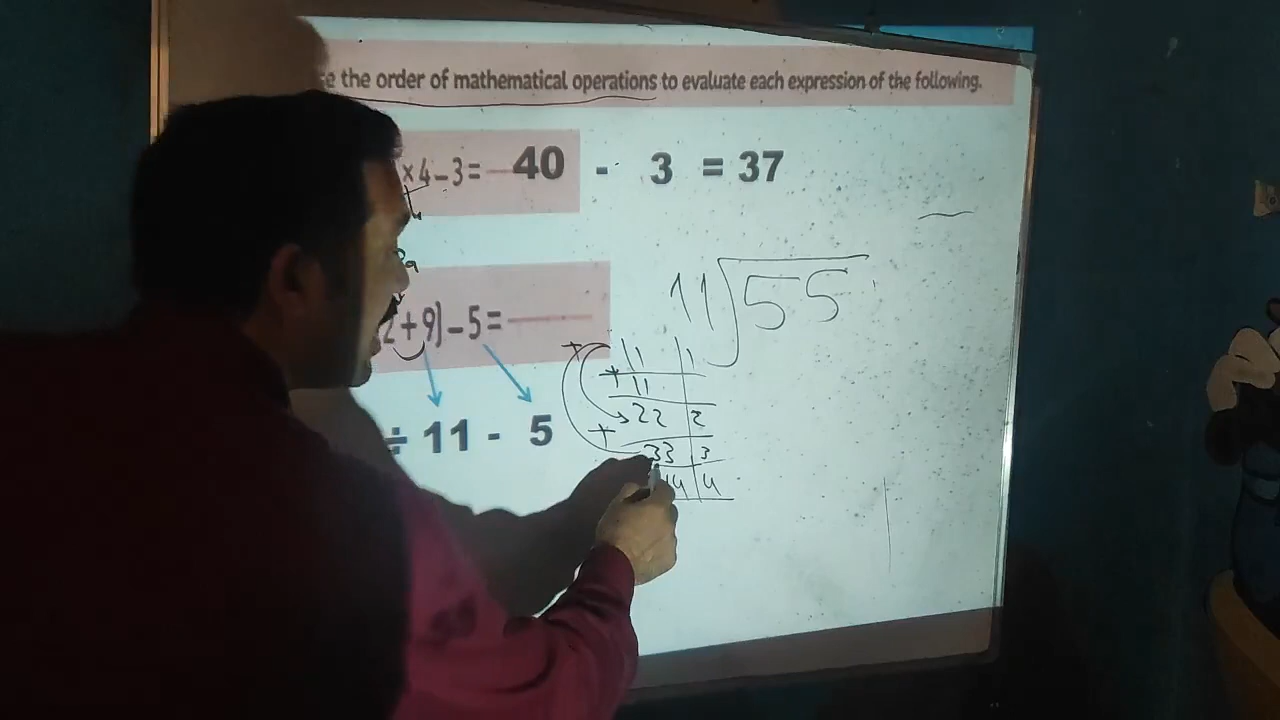 e the order of mathematical operations to evaluate each expression of the following.
×4-3= 40 - 3 = 37
2+9)-5=
÷ 11 - 5
11 55
11 1
+ 11
22 2
+
33 3
4